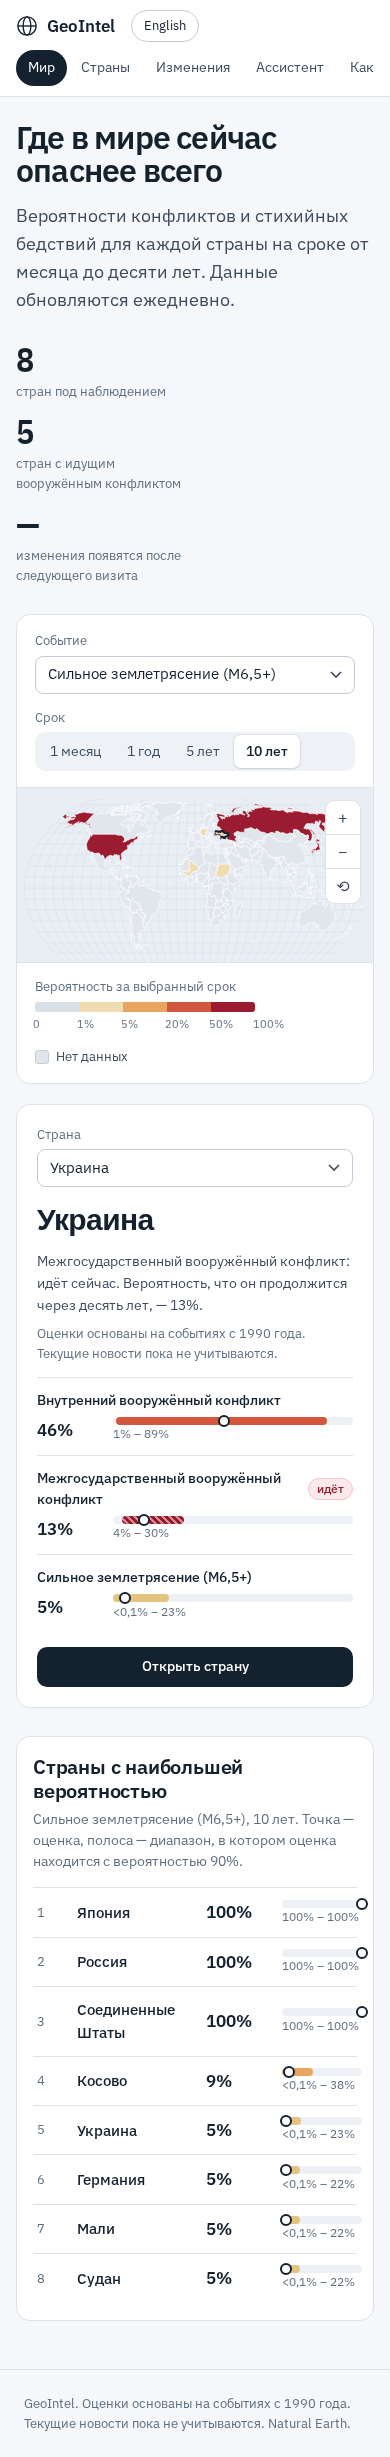 GeoIntel English
Мир Страны Изменения Ассистент Как
Где в мире сейчас
опаснее всего
Вероятности конфликтов и стихийных
бедствий для каждой страны на сроке от
месяца до десяти лет. Данные
обновляются ежедневно.
8
стран под наблюдением
5
стран с идущим
вооружённым конфликтом
—
изменения появятся после
следующего визита
Событие
Сильное землетрясение (M6,5+)
Срок
1 месяц 1 год 5 лет 10 лет
+
−
⟲
Вероятность за выбранный срок
0 1% 5% 20% 50% 100%
Нет данных
Страна
Украина
Украина
Межгосударственный вооружённый конфликт:
идёт сейчас. Вероятность, что он продолжится
через десять лет, — 13%.
Оценки основаны на событиях с 1990 года.
Текущие новости пока не учитываются.
Внутренний вооружённый конфликт
46%
1% – 89%
Межгосударственный вооружённый
конфликт
идёт
13%
4% – 30%
Сильное землетрясение (M6,5+)
5%
<0,1% – 23%
Открыть страну
Страны с наибольшей
вероятностью
Сильное землетрясение (M6,5+), 10 лет. Точка —
оценка, полоса — диапазон, в котором оценка
находится с вероятностью 90%.
1 Япония 100% 100% – 100%
2 Россия 100% 100% – 100%
3 Соединенные
Штаты 100% 100% – 100%
4 Косово 9% <0,1% – 38%
5 Украина 5% <0,1% – 23%
6 Германия 5% <0,1% – 22%
7 Мали 5% <0,1% – 22%
8 Судан 5% <0,1% – 22%
GeoIntel. Оценки основаны на событиях с 1990 года.
Текущие новости пока не учитываются. Natural Earth.